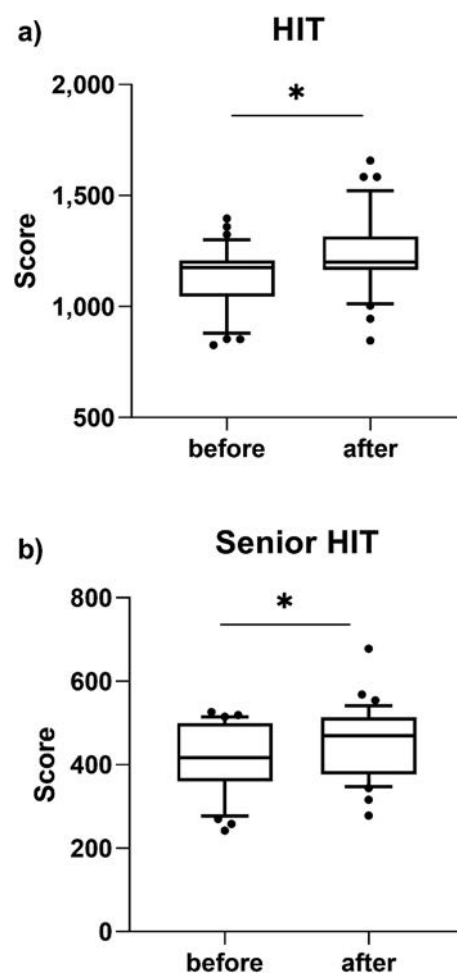 a) HIT
2,000
1,500
1,000
500
Score
*
before after
b) Senior HIT
800
600
400
200
0
Score
*
before after